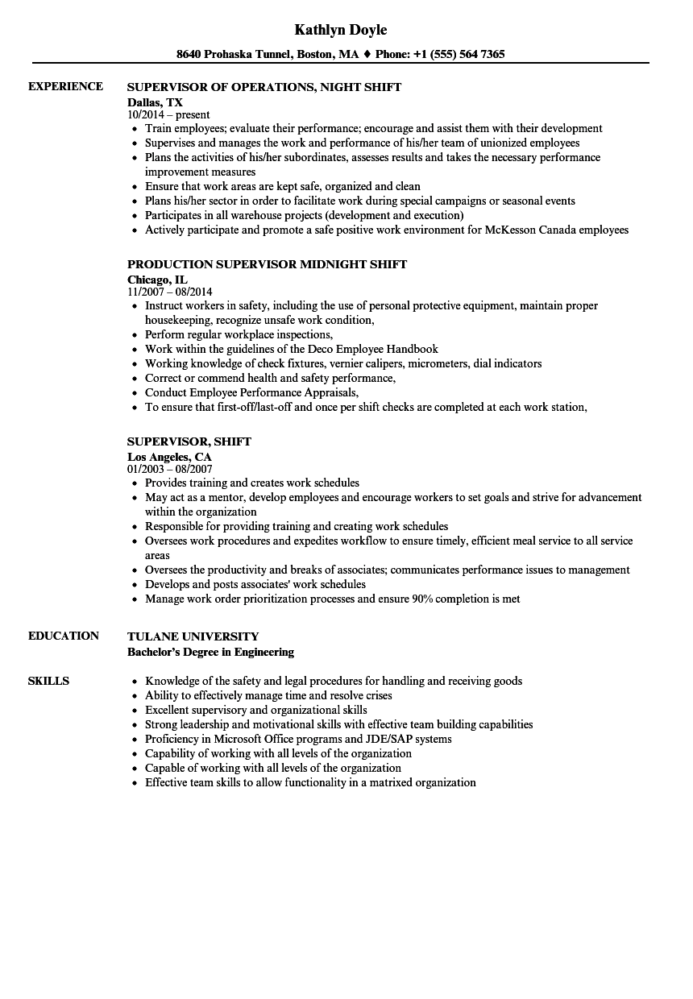 Kathlyn Doyle
8640 Prohaska Tunnel, Boston, MA ♦ Phone: +1 (555) 564 7365
EXPERIENCE
SUPERVISOR OF OPERATIONS, NIGHT SHIFT
Dallas, TX
10/2014 – present
• Train employees; evaluate their performance; encourage and assist them with their development
• Supervises and manages the work and performance of his/her team of unionized employees
• Plans the activities of his/her subordinates, assesses results and takes the necessary performance
improvement measures
• Ensure that work areas are kept safe, organized and clean
• Plans his/her sector in order to facilitate work during special campaigns or seasonal events
• Participates in all warehouse projects (development and execution)
• Actively participate and promote a safe positive work environment for McKesson Canada employees
PRODUCTION SUPERVISOR MIDNIGHT SHIFT
Chicago, IL
11/2007 – 08/2014
• Instruct workers in safety, including the use of personal protective equipment, maintain proper
housekeeping, recognize unsafe work condition,
• Perform regular workplace inspections,
• Work within the guidelines of the Deco Employee Handbook
• Working knowledge of check fixtures, vernier calipers, micrometers, dial indicators
• Correct or commend health and safety performance,
• Conduct Employee Performance Appraisals,
• To ensure that first-off/last-off and once per shift checks are completed at each work station,
SUPERVISOR, SHIFT
Los Angeles, CA
01/2003 – 08/2007
• Provides training and creates work schedules
• May act as a mentor, develop employees and encourage workers to set goals and strive for advancement
within the organization
• Responsible for providing training and creating work schedules
• Oversees work procedures and expedites workflow to ensure timely, efficient meal service to all service
areas
• Oversees the productivity and breaks of associates; communicates performance issues to management
• Develops and posts associates' work schedules
• Manage work order prioritization processes and ensure 90% completion is met
EDUCATION
TULANE UNIVERSITY
Bachelor’s Degree in Engineering
SKILLS
• Knowledge of the safety and legal procedures for handling and receiving goods
• Ability to effectively manage time and resolve crises
• Excellent supervisory and organizational skills
• Strong leadership and motivational skills with effective team building capabilities
• Proficiency in Microsoft Office programs and JDE/SAP systems
• Capability of working with all levels of the organization
• Capable of working with all levels of the organization
• Effective team skills to allow functionality in a matrixed organization